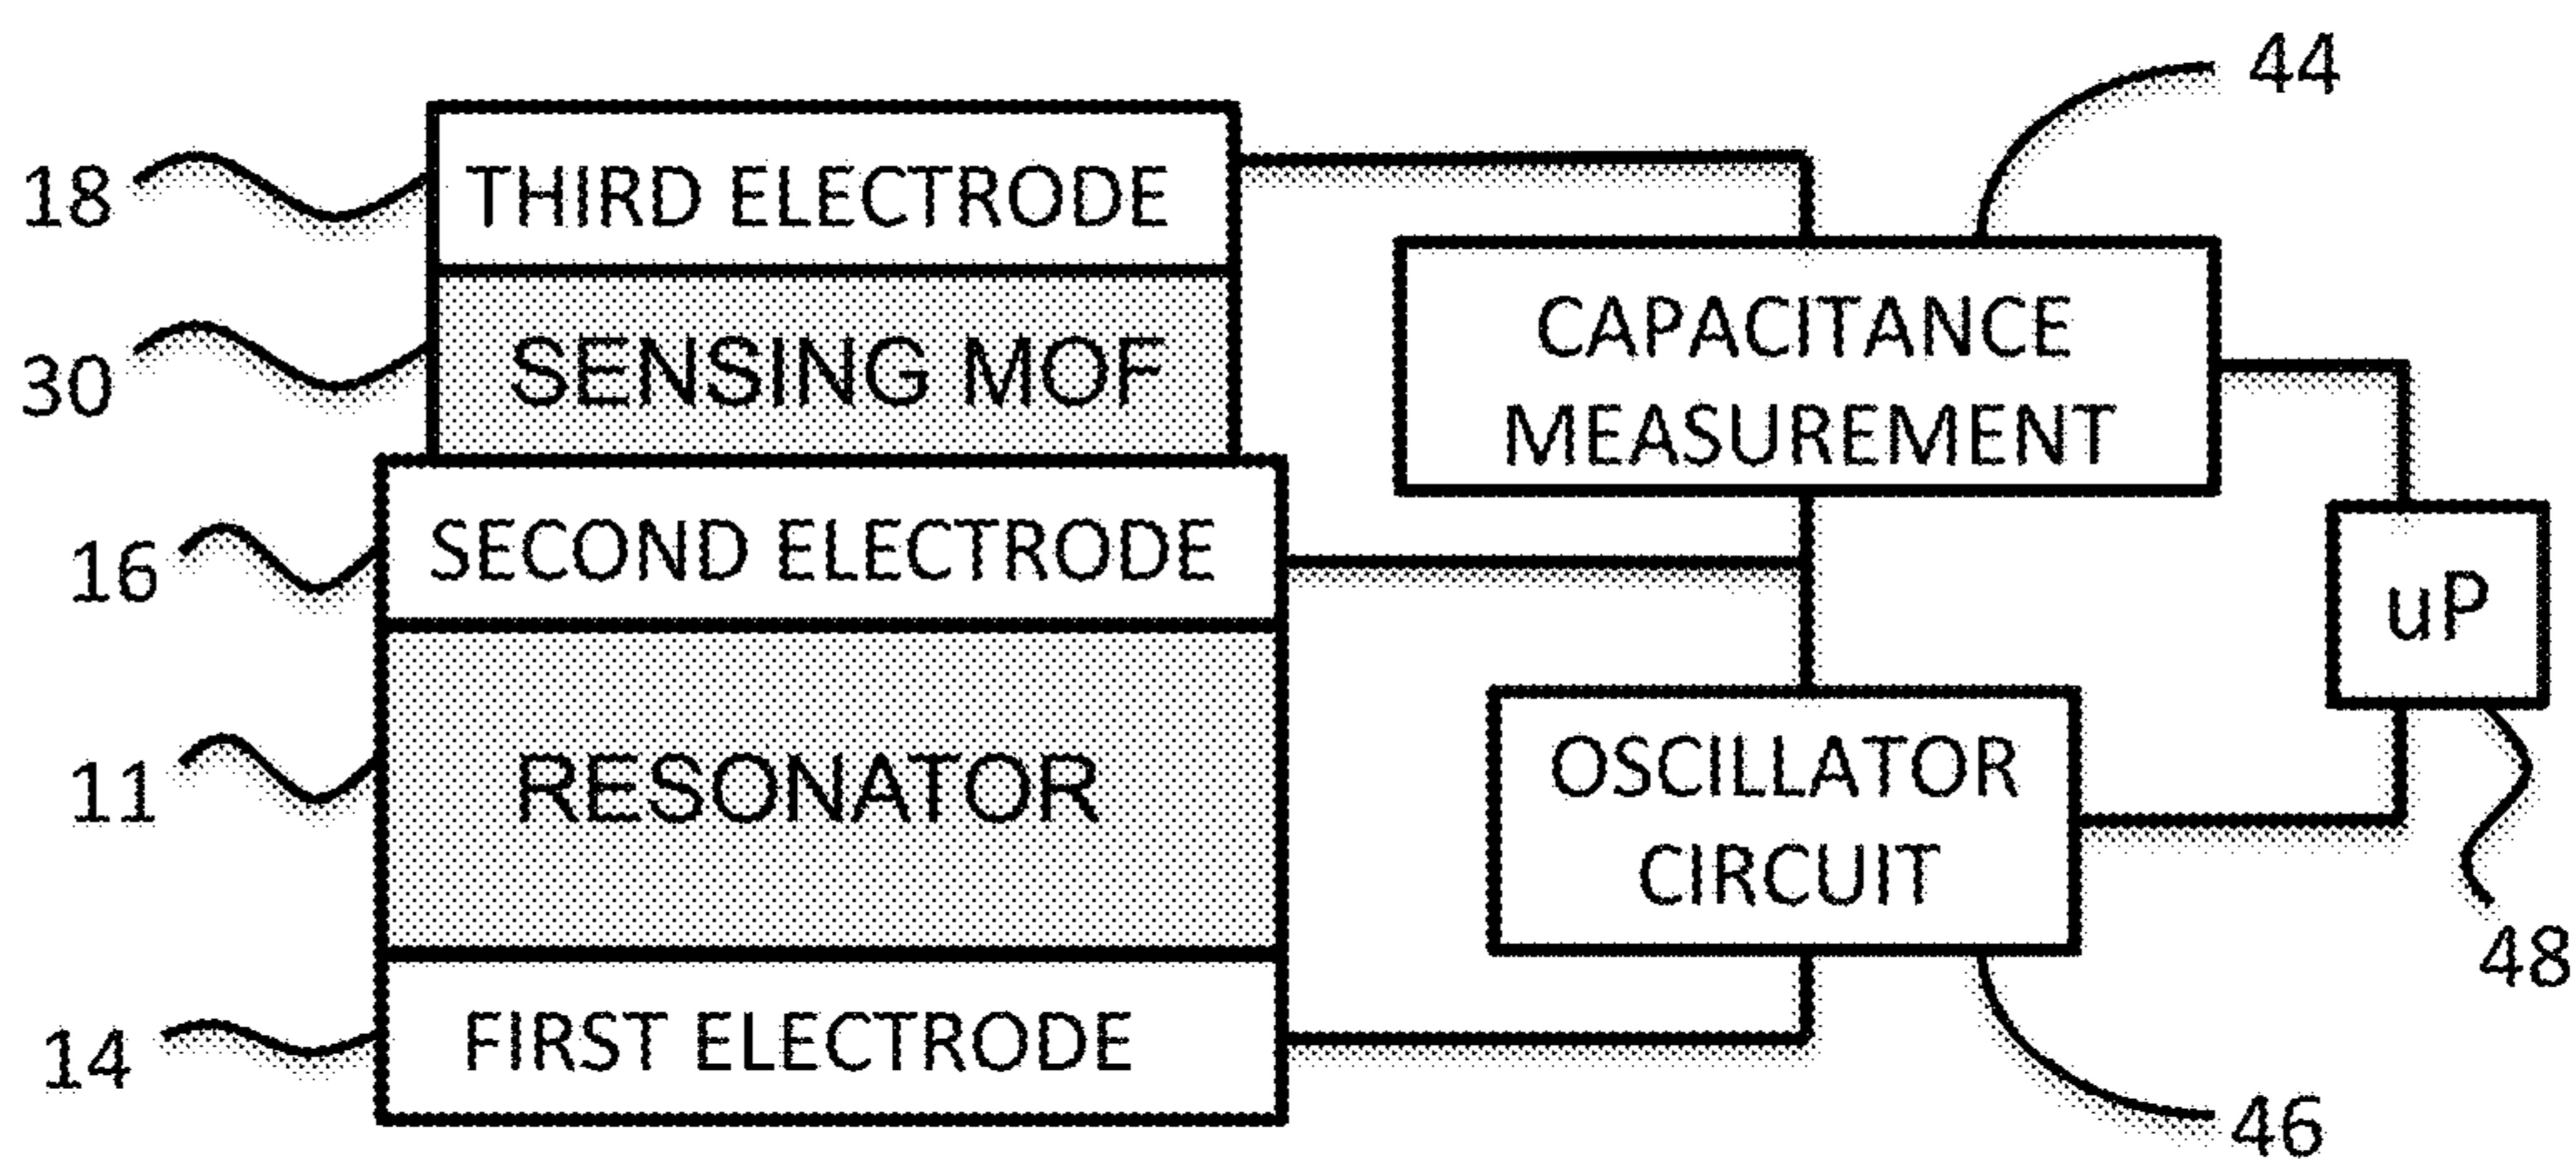 44
18
THIRD ELECTRODE
CAPACITANCE
MEASUREMENT
30
SENSING MOF
16
SECOND ELECTRODE
uP
11
RESONATOR
OSCILLATOR
CIRCUIT
48
14
FIRST ELECTRODE
46